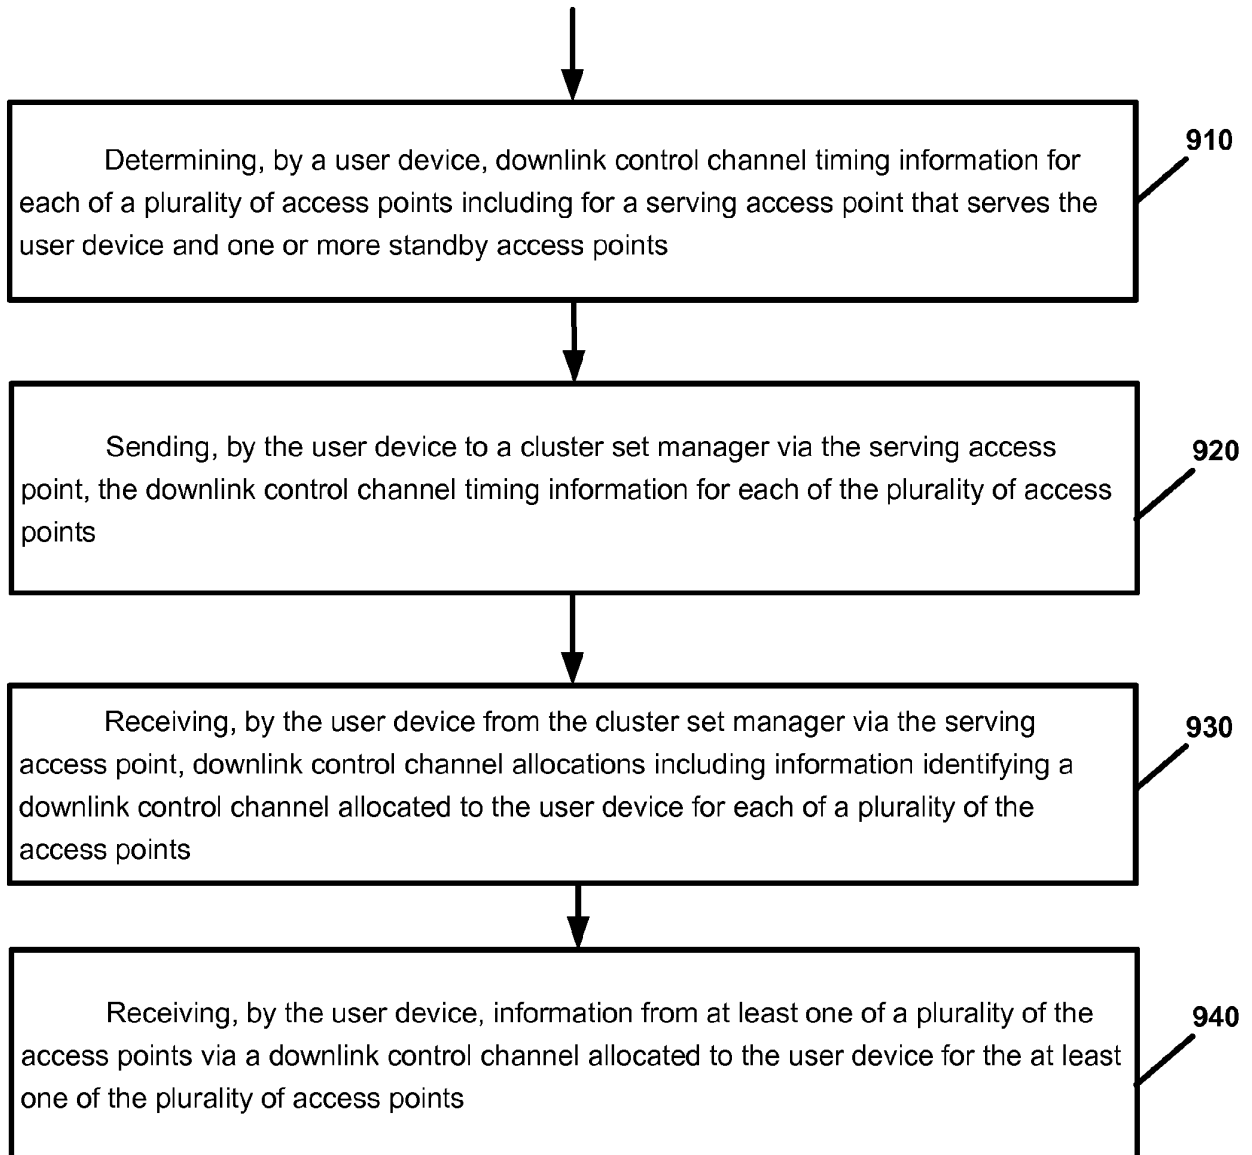 910
Determining, by a user device, downlink control channel timing information for
each of a plurality of access points including for a serving access point that serves the
user device and one or more standby access points
920
Sending, by the user device to a cluster set manager via the serving access
point, the downlink control channel timing information for each of the plurality of access
points
930
Receiving, by the user device from the cluster set manager via the serving
access point, downlink control channel allocations including information identifying a
downlink control channel allocated to the user device for each of a plurality of the
access points
940
Receiving, by the user device, information from at least one of a plurality of the
access points via a downlink control channel allocated to the user device for the at least
one of the plurality of access points